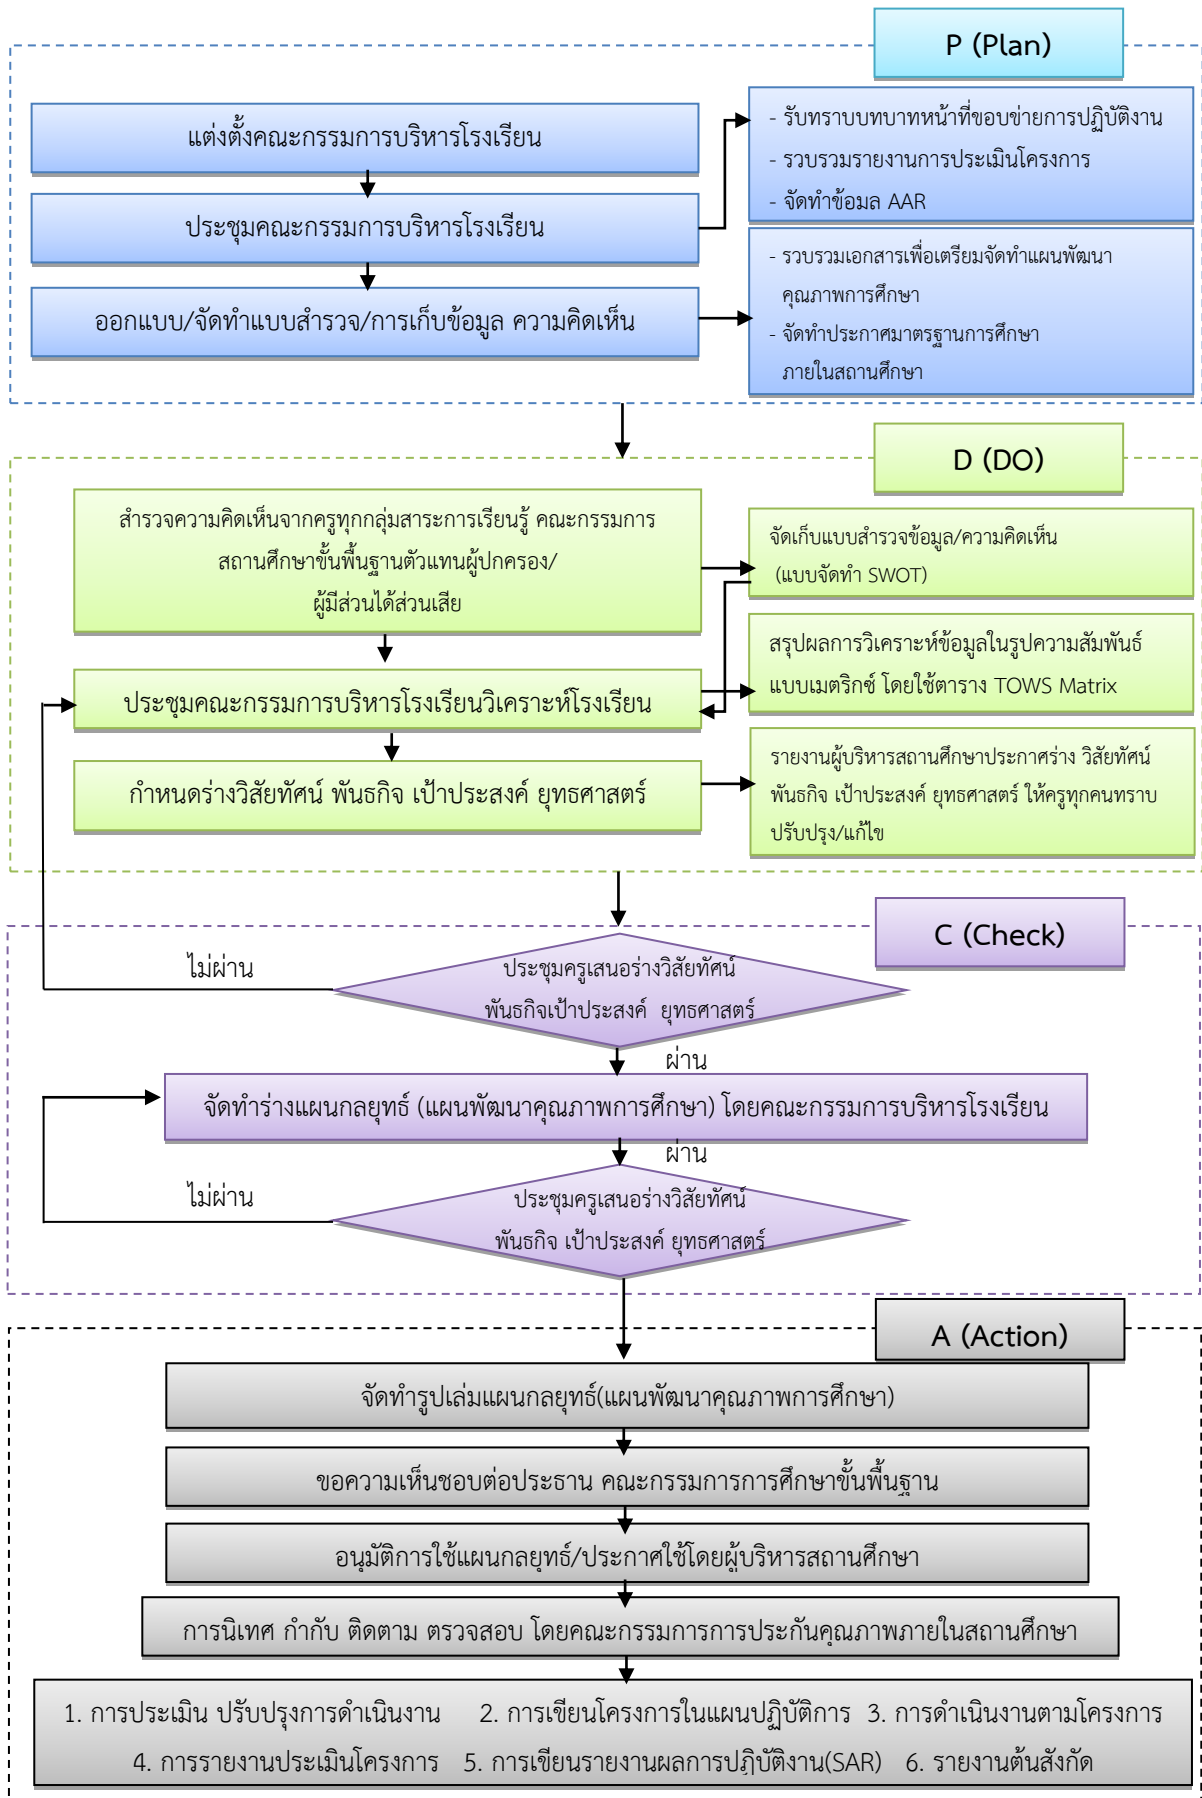 P (Plan)
แต่งตั้งคณะกรรมการบริหารโรงเรียน
ประชุมคณะกรรมการบริหารโรงเรียน
ออกแบบ/จัดทำแบบสำรวจ/การเก็บข้อมูล ความคิดเห็น
- รับทราบบทบาทหน้าที่ขอบข่ายการปฏิบัติงาน
- รวบรวมรายงานการประเมินโครงการ
- จัดทำข้อมล AAR
- รวบรวมเอกสารเพื่อเตรียมจัดทำแผนพัฒนา
คุณภาพการศึกษา
- จัดทำประกาศมาตรฐานการศึกษา
ภายในสถานศึกษา
D (DO)
สำรวจความคิดเห็นจากครูทุกกลุ่มสาระการเรียนรู้ คณะกรรมการ
สถานศึกษาขั้นพื้นฐานตัวแทนผู้ปกครอง/
ผู้มีส่วนได้ส่วนเสีย
ประชุมคณะกรรมการบริหารโรงเรียนวิเคราะห์โรงเรียน
กำหนดร่างวิสัยทัศน์ พันธกิจ เป้าประสงค์ ยุทธศาสตร์
จัดเก็บแบบสำรวจข้อมูล/ความคิดเห็น
(แบบจัดทำ SWOT)
สรุปผลการวิเคราะห์ข้อมูลในรูปความสัมพันธ์
แบบเมตริกซ์ โดยใช้ตาราง TOWS Matrix
รายงานผู้บริหารสถานศึกษาประกาศร่าง วิสัยทัศน์
พันธกิจ เป้าประสงค์ ยุทธศาสตร์ ให้ครูทุกคนทราบ
ปรับปรุง/แก้ไข
C (Check)
ไม่ผ่าน
ประชุมครูเสนอร่างวิสัยทัศน์
พันธกิจเป้าประสงค์ ยุทธศาสตร์
ผ่าน
จัดทำร่างแผนกลยุทธ์ (แผนพัฒนาคุณภาพการศึกษา) โดยคณะกรรมการบริหารโรงเรียน
ผ่าน
ไม่ผ่าน
ประชุมครูเสนอร่างวิสัยทัศน์
พันธกิจ เป้าประสงค์ ยุทธศาสตร์
A (Action)
จัดทำรูปเล่มแผนกลยุทธ์(แผนพัฒนาคุณภาพการศึกษา)
ขอความเห็นชอบต่อประธาน คณะกรรมการการศึกษาขั้นพื้นฐาน
อนุมัติการใช้แผนกลยุทธ์/ประกาศใช้โดยผู้บริหารสถานศึกษา
การนิเทศ กำกับ ติดตาม ตรวจสอบ โดยคณะกรรมการการประกันคุณภาพภายในสถานศึกษา
1. การประเมิน ปรับปรุงการดำเนินงาน 2. การเขียนโครงการในแผนปฏิบัติการ 3. การดำเนินงานตามโครงการ
4. การรายงานประเมินโครงการ 5. การเขียนรายงานผลการปฏิบัติงาน(SAR) 6. รายงานต้นสังกัด